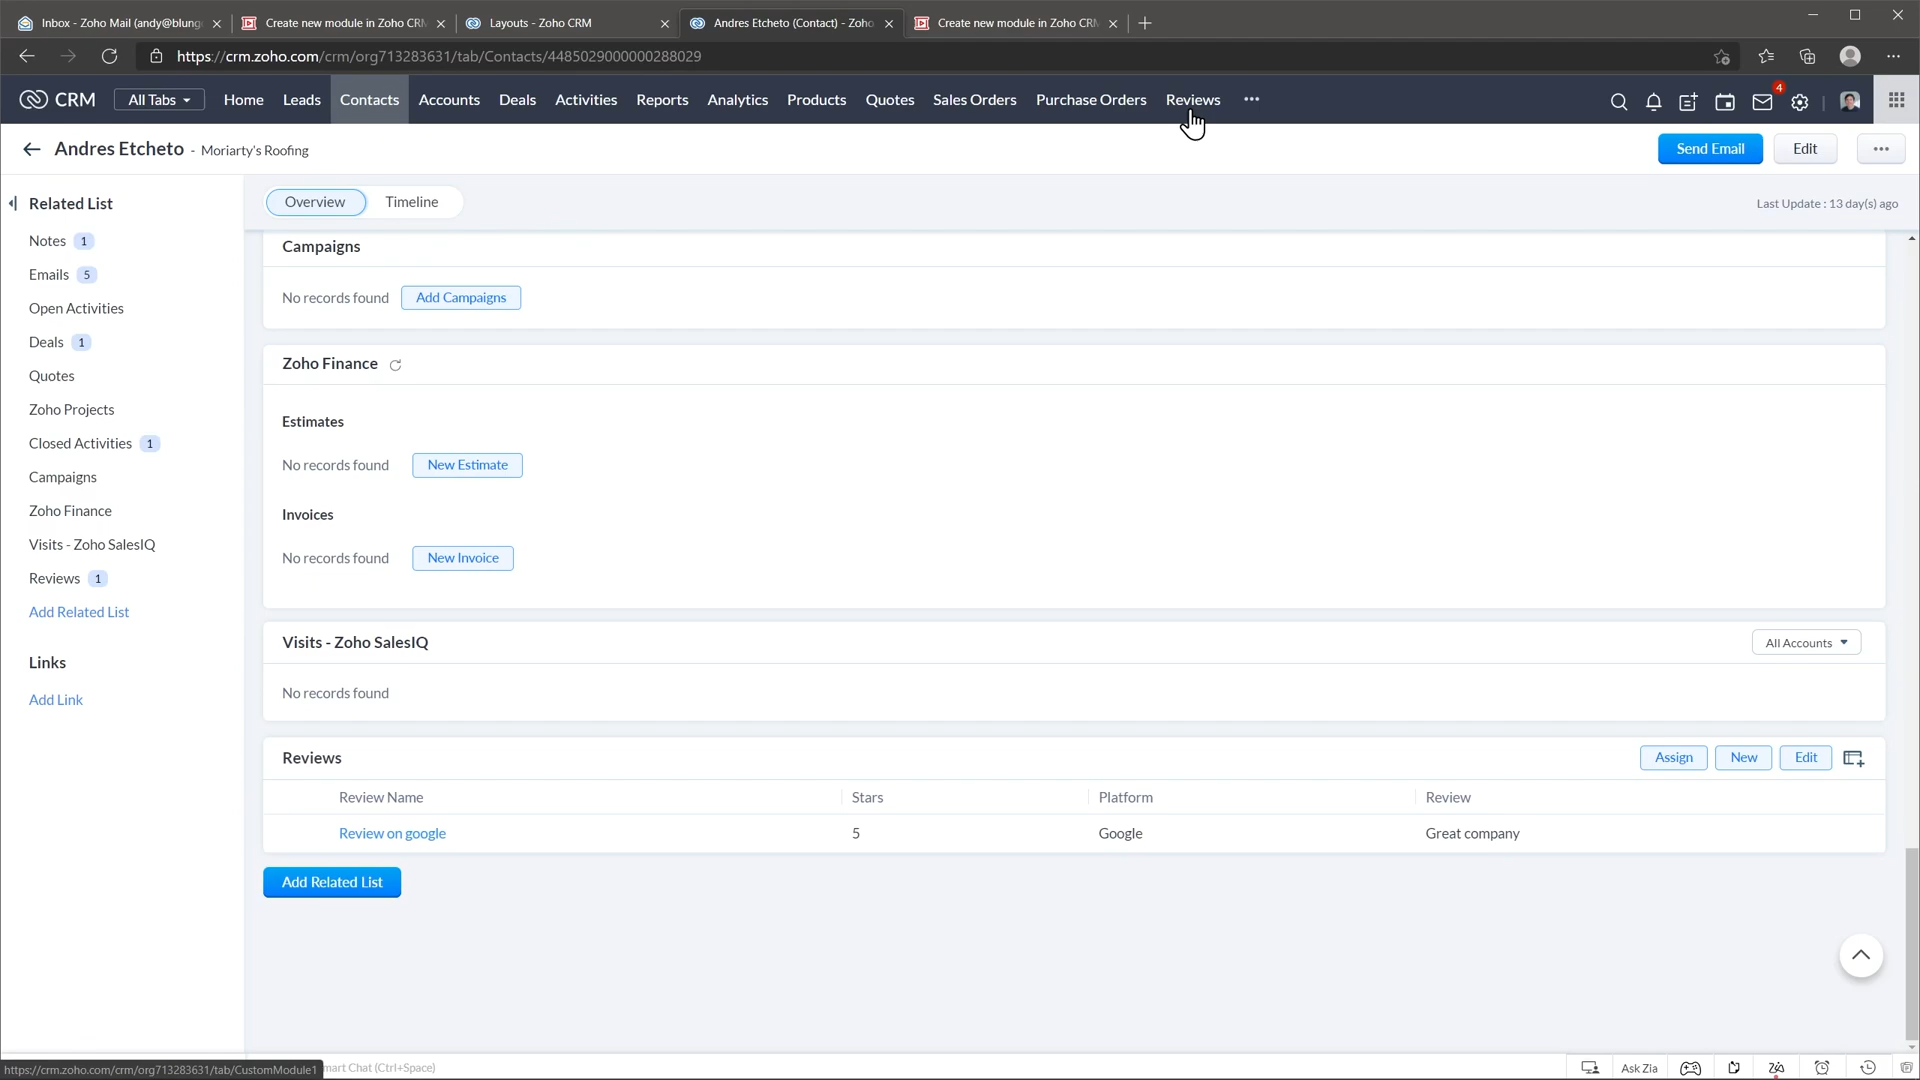 Inbox - Zoho Mail (andy@blung
Create new module in Zoho CRM
Layouts - Zoho CRM
Andres Etcheto (Contact) - Zoho
Create new module in Zoho CRM
https://crm.zoho.com/crm/org713283631/tab/Contacts/4485029000000288029
CRM
All Tabs
Home
Leads
Contacts
Accounts
Deals
Activities
Reports
Analytics
Products
Quotes
Sales Orders
Purchase Orders
Reviews
4
Andres Etcheto - Moriarty's Roofing
Send Email
Edit
Related List
Overview
Timeline
Last Update : 13 day(s) ago
Notes 1
Emails 5
Open Activities
Deals 1
Quotes
Zoho Projects
Closed Activities 1
Campaigns
Zoho Finance
Visits - Zoho SalesIQ
Reviews 1
Add Related List
Links
Add Link
Campaigns
No records found
Add Campaigns
Zoho Finance
Estimates
No records found
New Estimate
Invoices
No records found
New Invoice
Visits - Zoho SalesIQ
All Accounts
No records found
Reviews
Assign
New
Edit
Review Name
Stars
Platform
Review
Review on google
5
Google
Great company
Add Related List
https://crm.zoho.com/crm/org713283631/tab/CustomModule1
mart Chat (Ctrl+Space)
Ask Zia